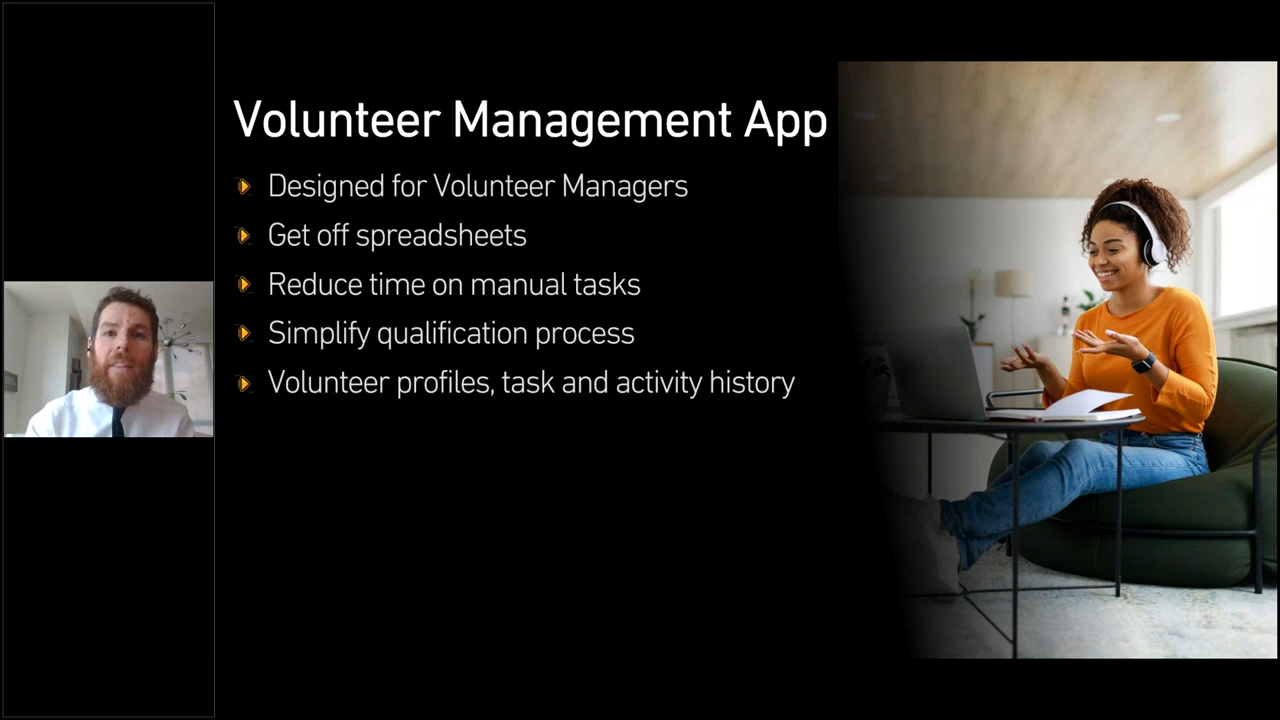 Volunteer Management App
Designed for Volunteer Managers
Get off spreadsheets
Reduce time on manual tasks
Simplify qualification process
Volunteer profiles, task and activity history